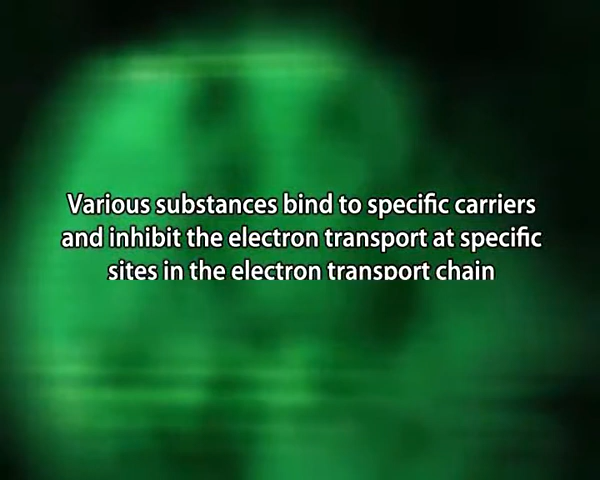 Various substances bind to specific carriers
and inhibit the electron transport at specific
sites in the electron transport chain